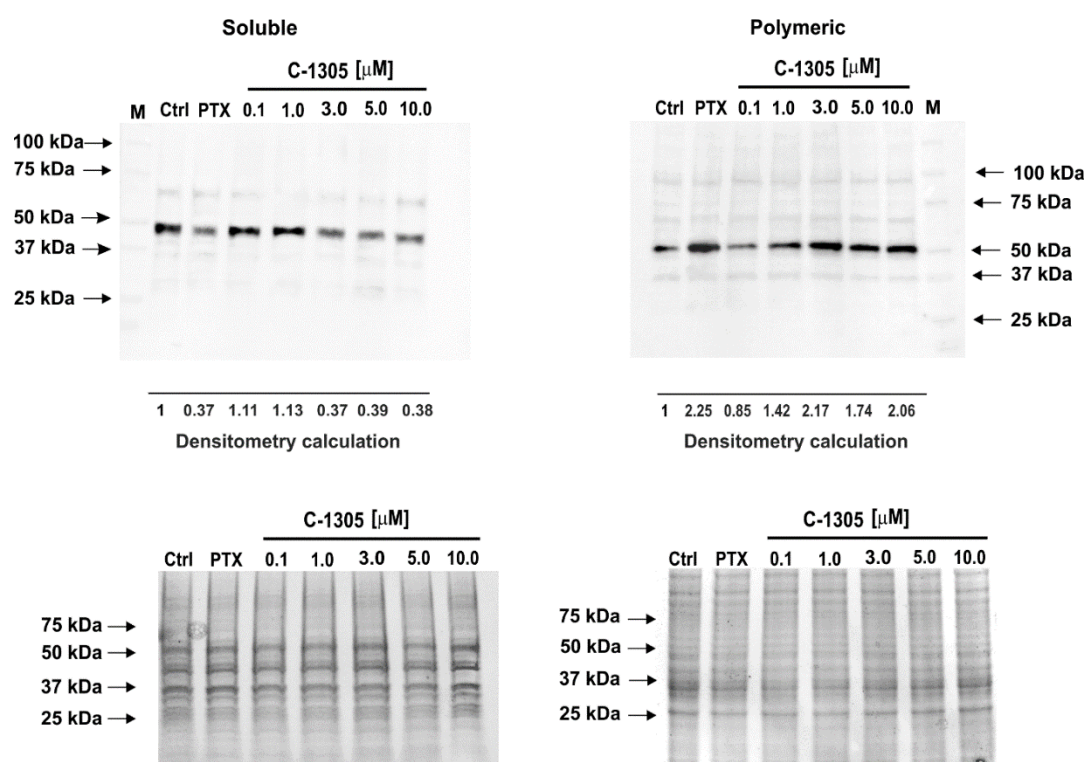 Soluble
C-1305 [μM]
M Ctrl PTX 0.1 1.0 3.0 5.0 10.0
100 kDa
75 kDa
50 kDa
37 kDa
25 kDa
1 0.37 1.11 1.13 0.37 0.39 0.38
Densitometry calculation
Polymeric
C-1305 [μM]
Ctrl PTX 0.1 1.0 3.0 5.0 10.0 M
100 kDa
75 kDa
50 kDa
37 kDa
25 kDa
1 2.25 0.85 1.42 2.17 1.74 2.06
Densitometry calculation
C-1305 [μM]
Ctrl PTX 0.1 1.0 3.0 5.0 10.0
75 kDa
50 kDa
37 kDa
25 kDa
C-1305 [μM]
Ctrl PTX 0.1 1.0 3.0 5.0 10.0
75 kDa
50 kDa
37 kDa
25 kDa